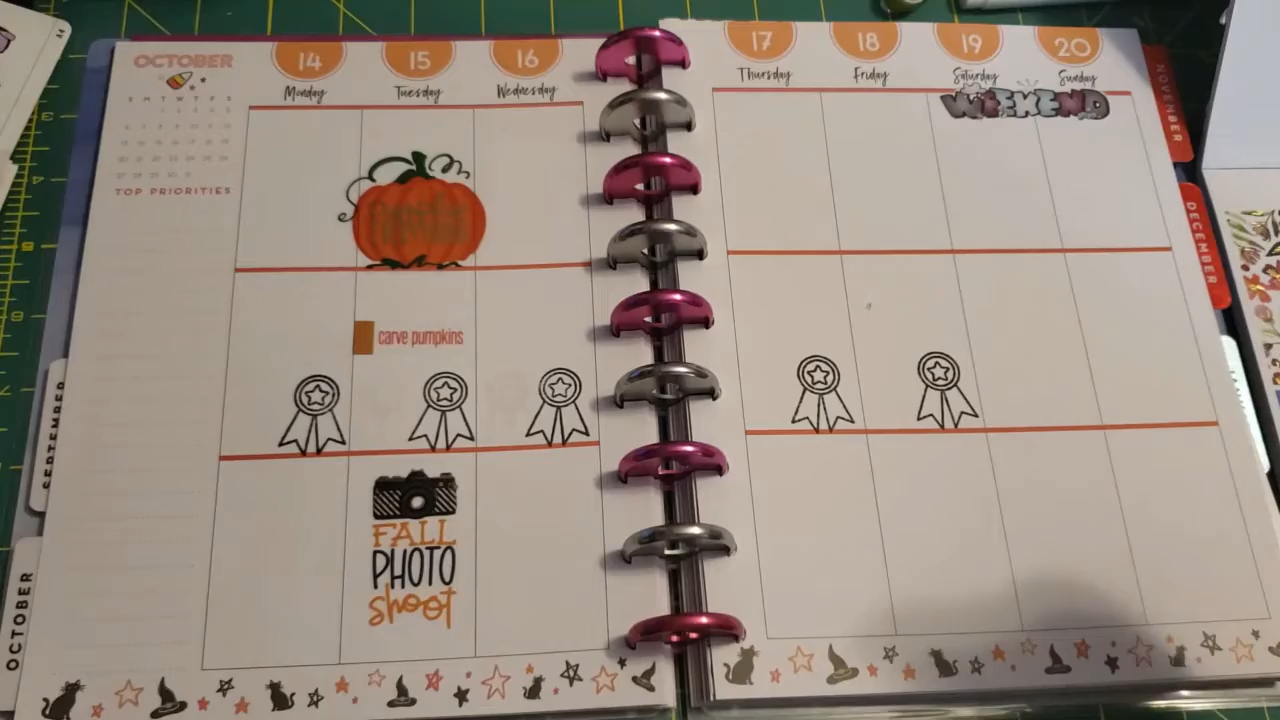 OCTOBER
S M T W T F S
TOP PRIORITIES
14
Monday
15
Tuesday
16
Wednesday
17
Thursday
18
Friday
19
Saturday
20
Sunday
WEEKEND
carve pumpkins
FALL
PHOTO
shoot
SEPTEMBER
OCTOBER
NOVEMBER
DECEMBER